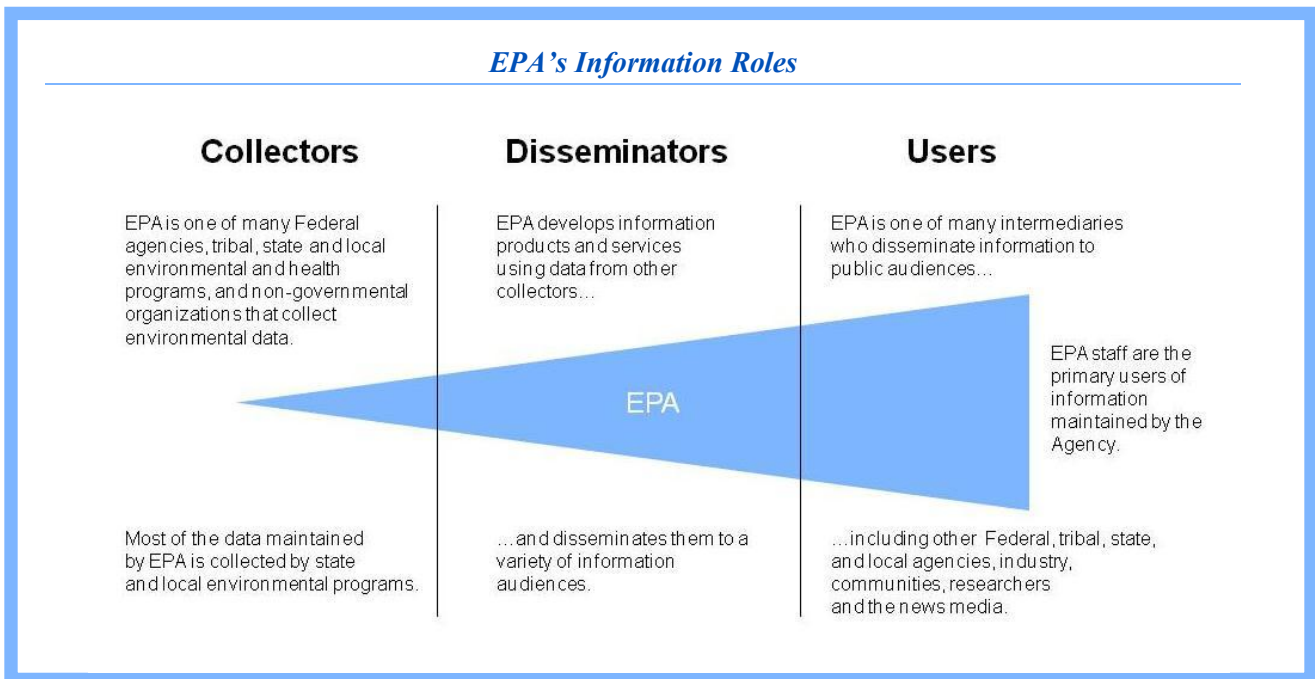 EPA’s Information Roles
Collectors
EPA is one of many Federal
agencies, tribal, state and local
environmental and health
programs, and non-governmental
organizations that collect
environmental data.
Most of the data maintained
by EPA is collected by state
and local environmental programs.
Disseminators
EPA develops information
products and services
using data from other
collectors…
EPA
…and disseminates them to a
variety of information
audiences.
Users
EPA is one of many intermediaries
who disseminate information to
public audiences…
EPA staff are the
primary users of
information
maintained by the
Agency.
…including other Federal, tribal, state,
and local agencies, industry,
communities, researchers
and the news media.